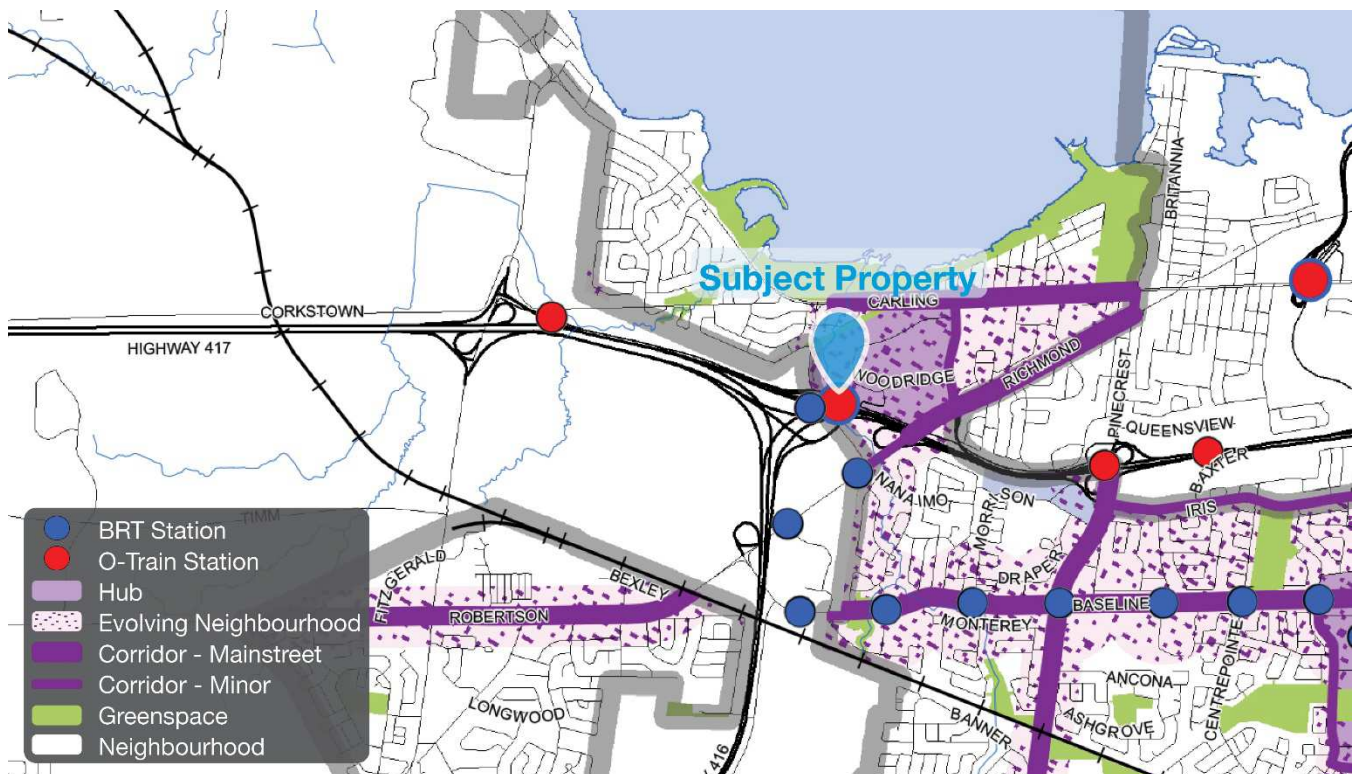 BRITANNIA
Subject Property
CARLING
CORKSTOWN
HIGHWAY 417
WOODRIDGE
RICHMOND
PINECREST
QUEENSVIEW
BAXTER
NANAIMO
MORRISON
IRIS
TIMM
FITZGERALD
BEXLEY
DRAPER
ROBERTSON
BASELINE
MONTEREY
CENTREPOINTE
ANCONA
LONGWOOD
BANNER
ASHGROVE
Y 416
BRT Station
O-Train Station
Hub
Evolving Neighbourhood
Corridor - Mainstreet
Corridor - Minor
Greenspace
Neighbourhood